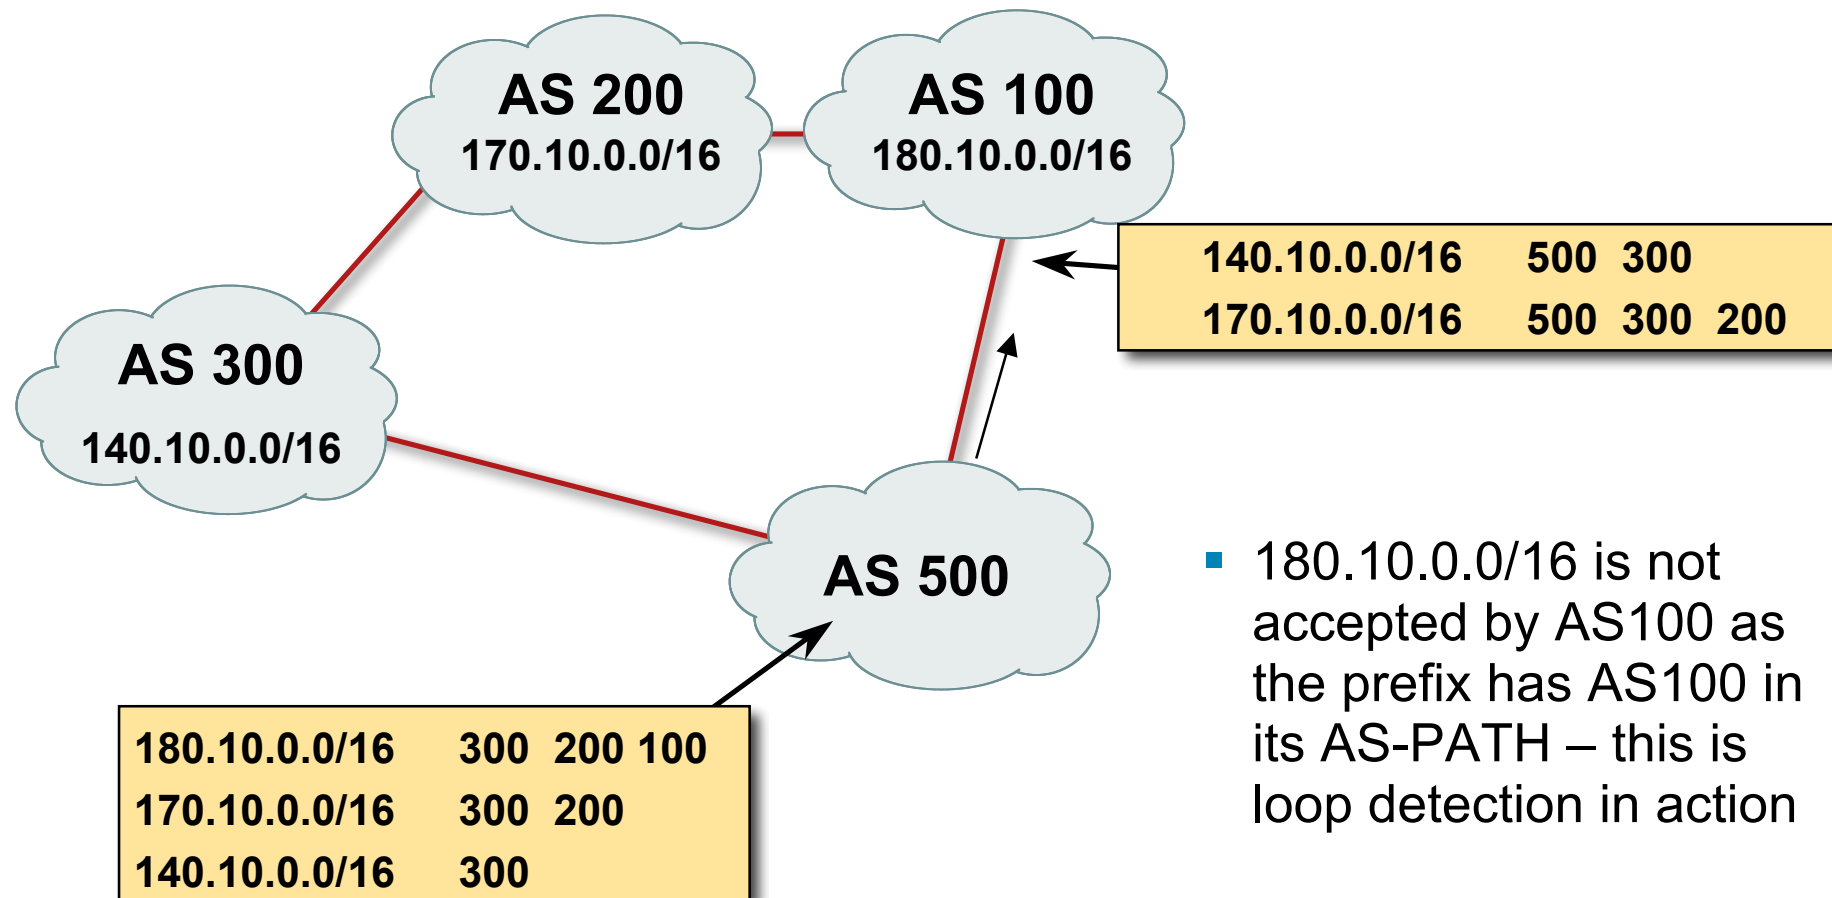 AS 200
170.10.0.0/16
AS 100
180.10.0.0/16
140.10.0.0/16 500 300
170.10.0.0/16 500 300 200
AS 300
140.10.0.0/16
AS 500
180.10.0.0/16 300 200 100
170.10.0.0/16 300 200
140.10.0.0/16 300
▪ 180.10.0.0/16 is not
accepted by AS100 as
the prefix has AS100 in
its AS-PATH – this is
loop detection in action